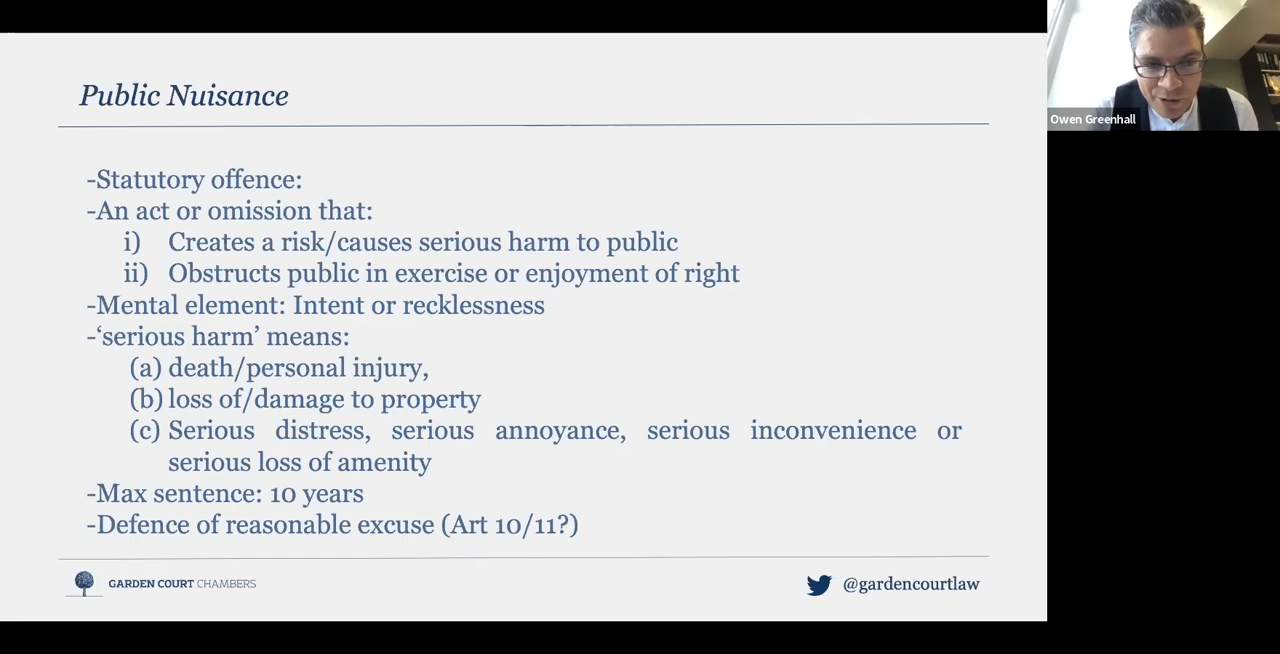 Public Nuisance
-Statutory offence:
-An act or omission that:
i) Creates a risk/causes serious harm to public
ii) Obstructs public in exercise or enjoyment of right
-Mental element: Intent or recklessness
-‘serious harm’ means:
(a) death/personal injury,
(b) loss of/damage to property
(c) Serious distress, serious annoyance, serious inconvenience or
serious loss of amenity
-Max sentence: 10 years
-Defence of reasonable excuse (Art 10/11?)
GARDEN COURT CHAMBERS
@gardencourtlaw
Owen Greenhall